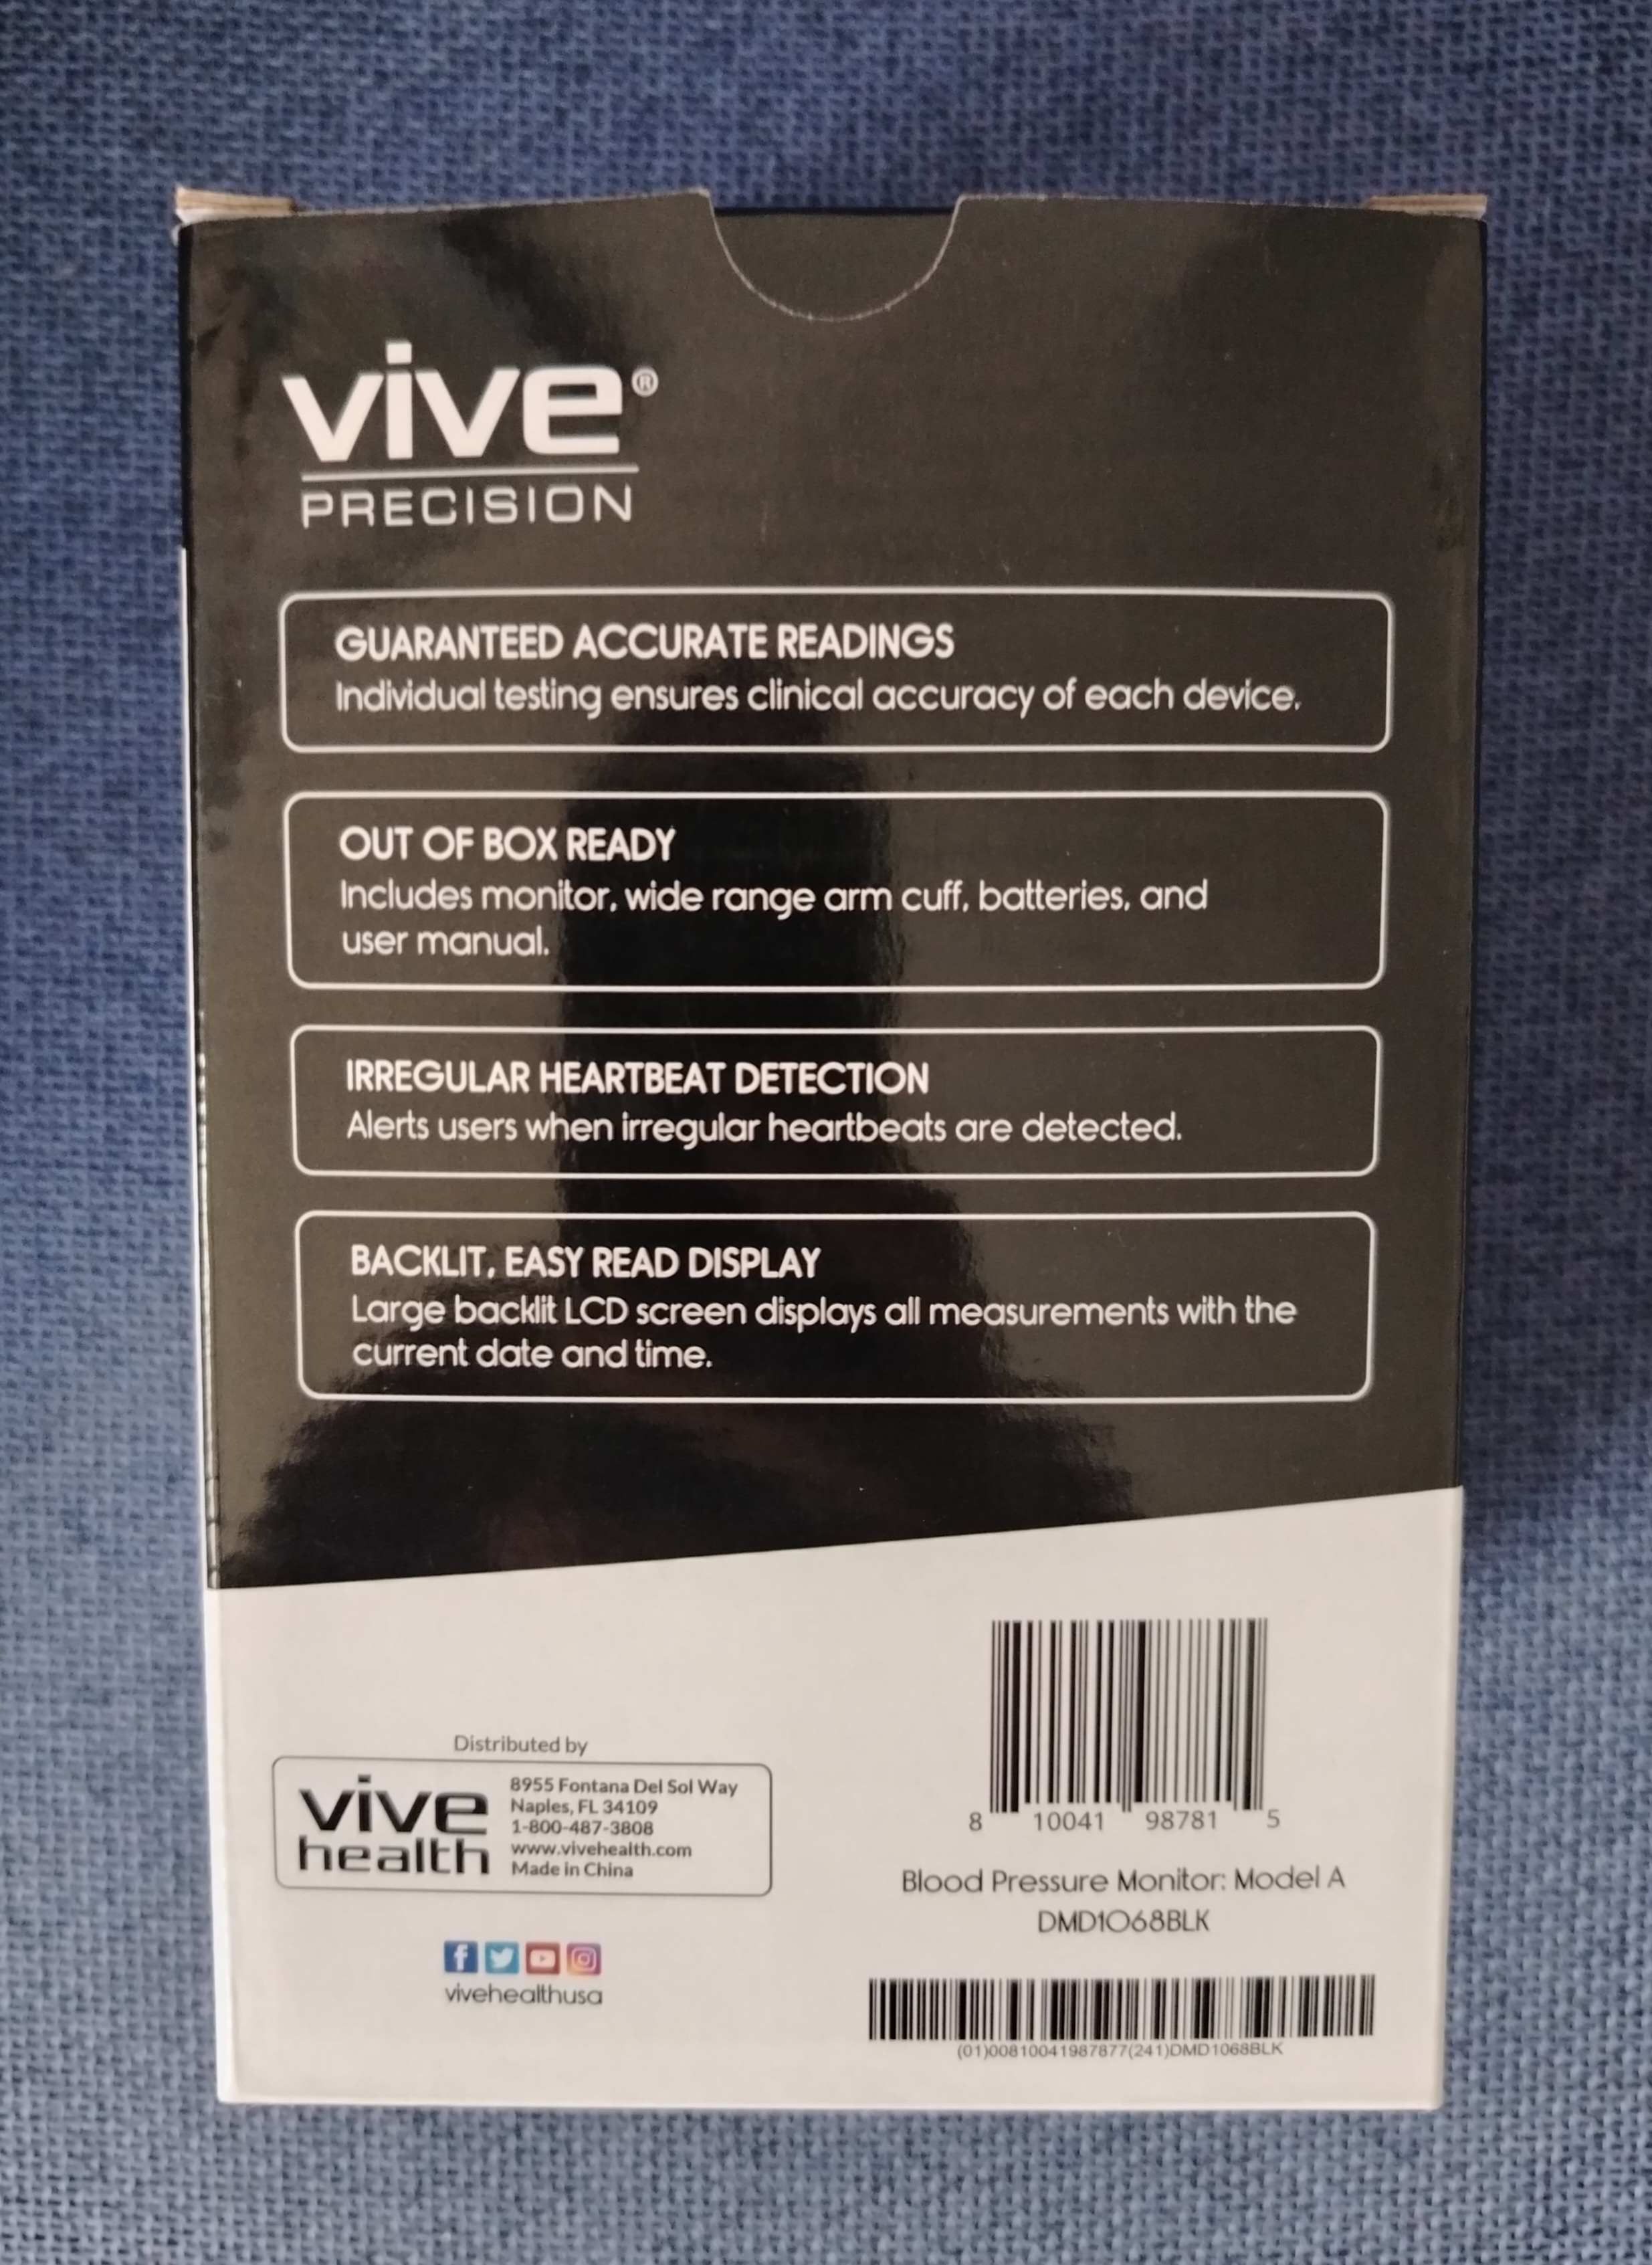 vive®
PRECISION
GUARANTEED ACCURATE READINGS
Individual testing ensures clinical accuracy of each device.
OUT OF BOX READY
Includes monitor, wide range arm cuff, batteries, and
user manual.
IRREGULAR HEARTBEAT DETECTION
Alerts users when irregular heartbeats are detected.
BACKLIT, EASY READ DISPLAY
Large backlit LCD screen displays all measurements with the
current date and time.
Distributed by
vive
health
8955 Fontana Del Sol Way
Naples, FL 34109
1-800-487-3808
www.vivehealth.com
Made in China
vivehealthusa
8 10041 98781 5
Blood Pressure Monitor: Model A
DMD1068BLK
(01)00810041987877(241)DMD1068BLK